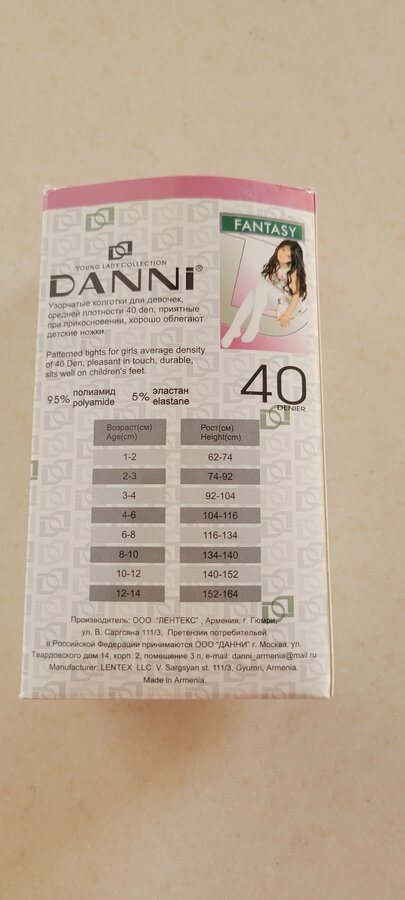 FANTASY
YOUNG LADY COLLECTION
DANNi®
Узорчатые колготки для девочек,
средней плотности 40 den, приятные
при прикосновении, хорошо облегают
детские ножки.
Patterned tights for girls average density
of 40 Den, pleasant in touch, durable,
sits well on children's feet.
95% полиамид polyamide 5% эластан elastane
40
DENIER
Возраст(см) Рост(см)
Age(cm) Height(cm)
1-2 62-74
2-3 74-92
3-4 92-104
4-6 104-116
6-8 116-134
8-10 134-140
10-12 140-152
12-14 152-164
Производитель: ООО "ЛЕНТЕКС" , Армения, г. Гюмри,
ул. В. Саргсяна 111/3, Претензии потребительей
в Российской Федерации принимаются ООО "ДАННИ" г. Москва, ул.
Твардовского дом 14, корп. 2, помещение 3 п, e-mail: danni_armenia@mail.ru
Manufacturer: LENTEX LLC V. Sargsyan st. 111/3, Gyumri, Armenia.
Made in Armenia.